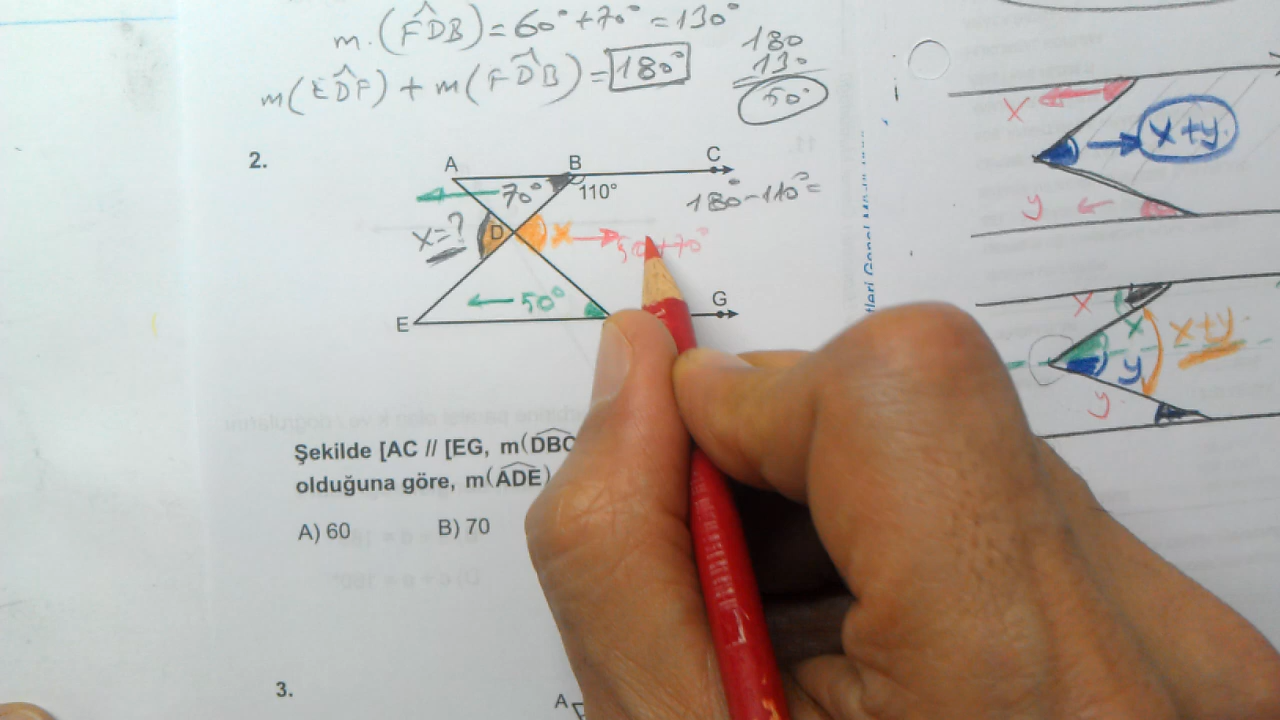 m.(FDB) = 60° + 70° = 130°
m(EDF) + m(FDB) = 180°
180
130
50°
2.
A
B
C
70°
110°
180° - 110° =
x = ?
D
x
50 + 70°
50°
E
G
Şekilde [AC // [EG, m(DBC
olduğuna göre, m(ADE)
A) 60
B) 70
3.
A
x
x + y
y
x
x
x + y
y
y